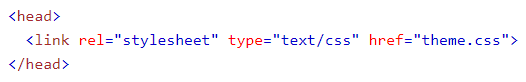 <head>
  <link rel="stylesheet" type="text/css" href="theme.css">
</head>